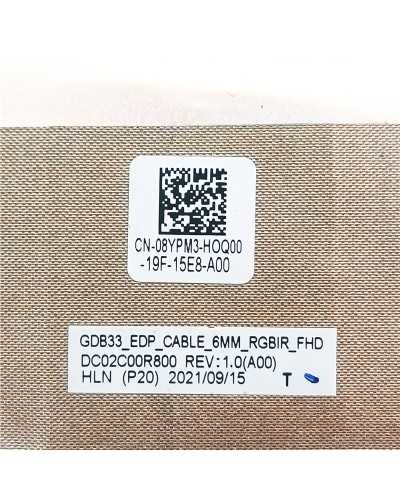 CN-08YPM3-HOQ00
-19F-15E8-A00
GDB33_EDP_CABLE_6MM_RGBIR_FHD
DC02C00R800 REV:1.0(A00)
HLN (P20) 2021/09/15 T